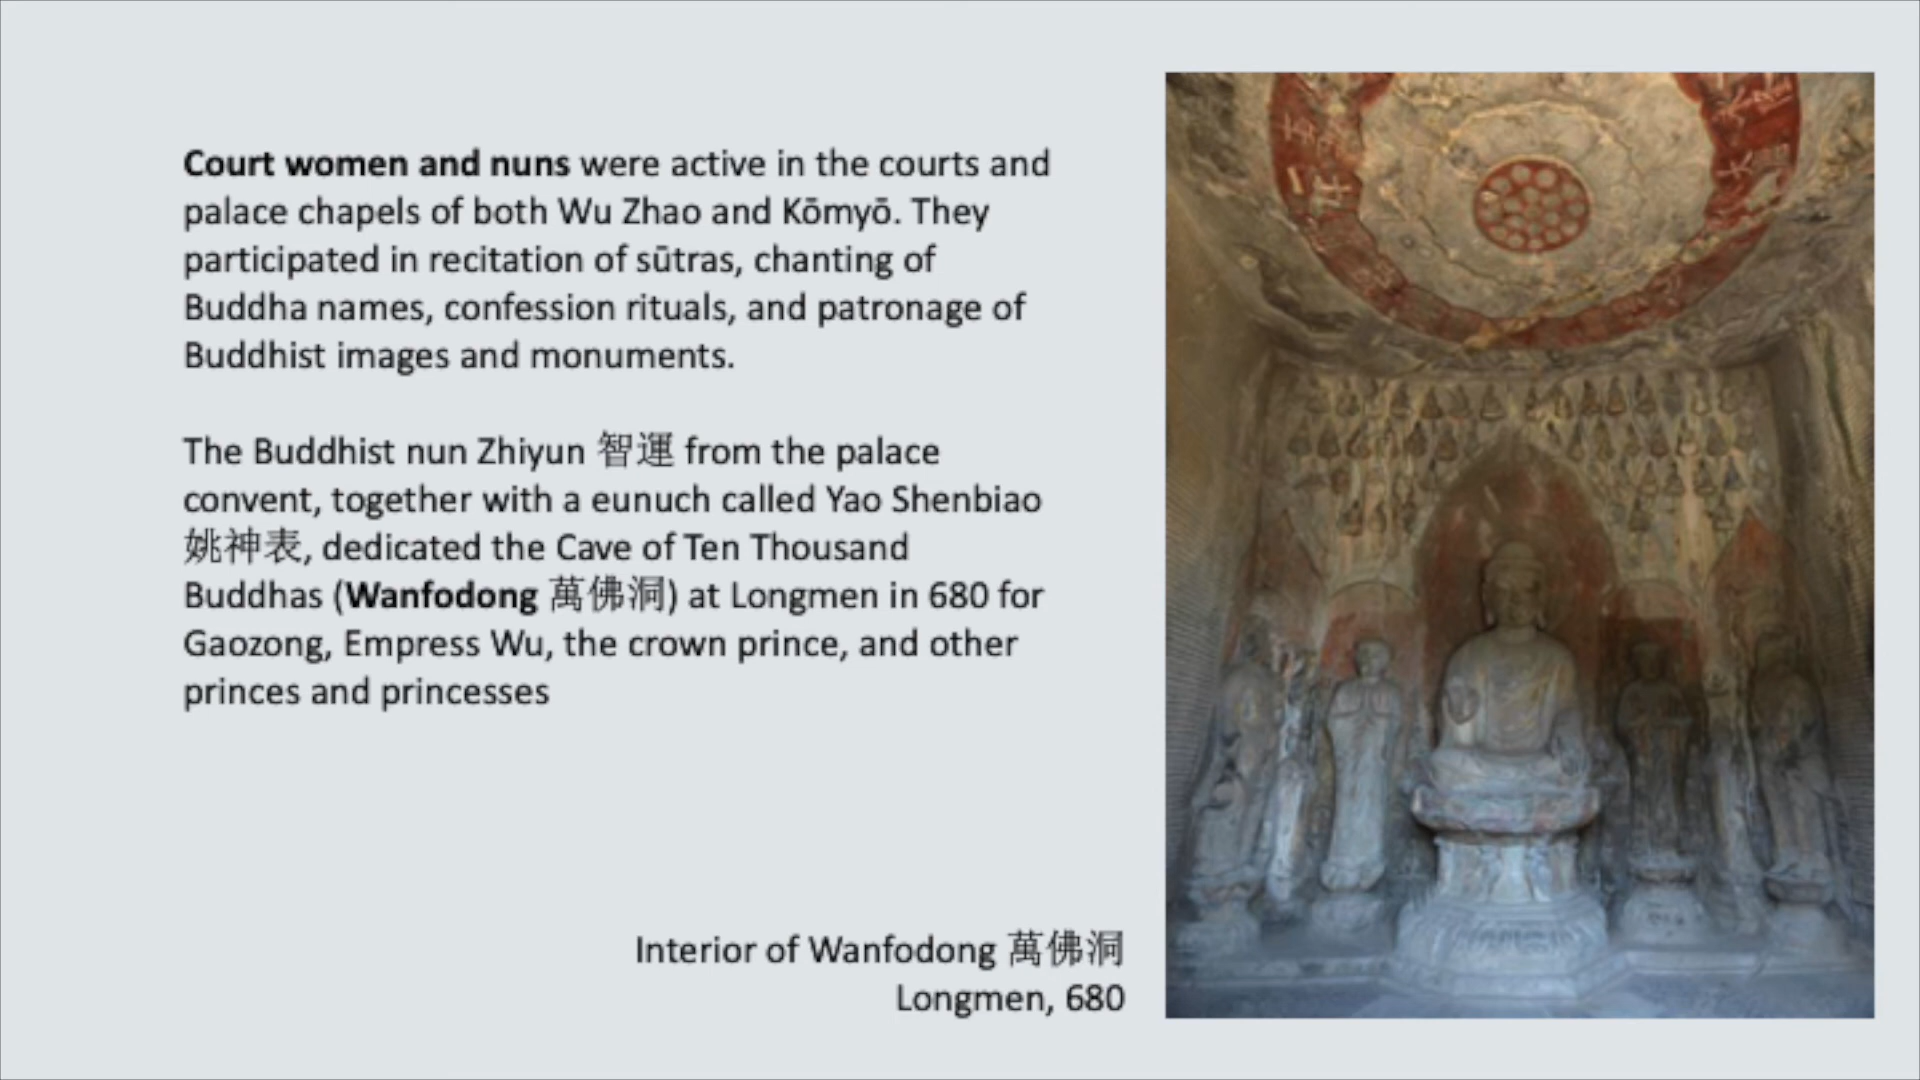 Court women and nuns were active in the courts and
palace chapels of both Wu Zhao and Kōmyō. They
participated in recitation of sūtras, chanting of
Buddha names, confession rituals, and patronage of
Buddhist images and monuments.
The Buddhist nun Zhiyun 智運 from the palace
convent, together with a eunuch called Yao Shenbiao
姚神表, dedicated the Cave of Ten Thousand
Buddhas (Wanfodong 萬佛洞) at Longmen in 680 for
Gaozong, Empress Wu, the crown prince, and other
princes and princesses
Interior of Wanfodong 萬佛洞
Longmen, 680